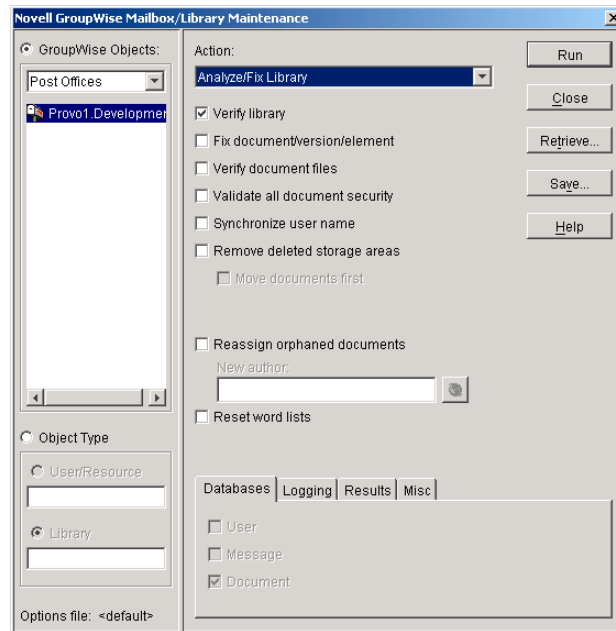 Novell GroupWise Mailbox/Library Maintenance
GroupWise Objects:
Post Offices
Provo1.Developmer
Object Type
User/Resource
Library
Options file: <default>
Action:
Analyze/Fix Library
Verify library
Fix document/version/element
Verify document files
Validate all document security
Synchronize user name
Remove deleted storage areas
Move documents first
Reassign orphaned documents
New author:
Reset word lists
Databases Logging Results Misc
User
Message
Document
Run
Close
Retrieve...
Save...
Help